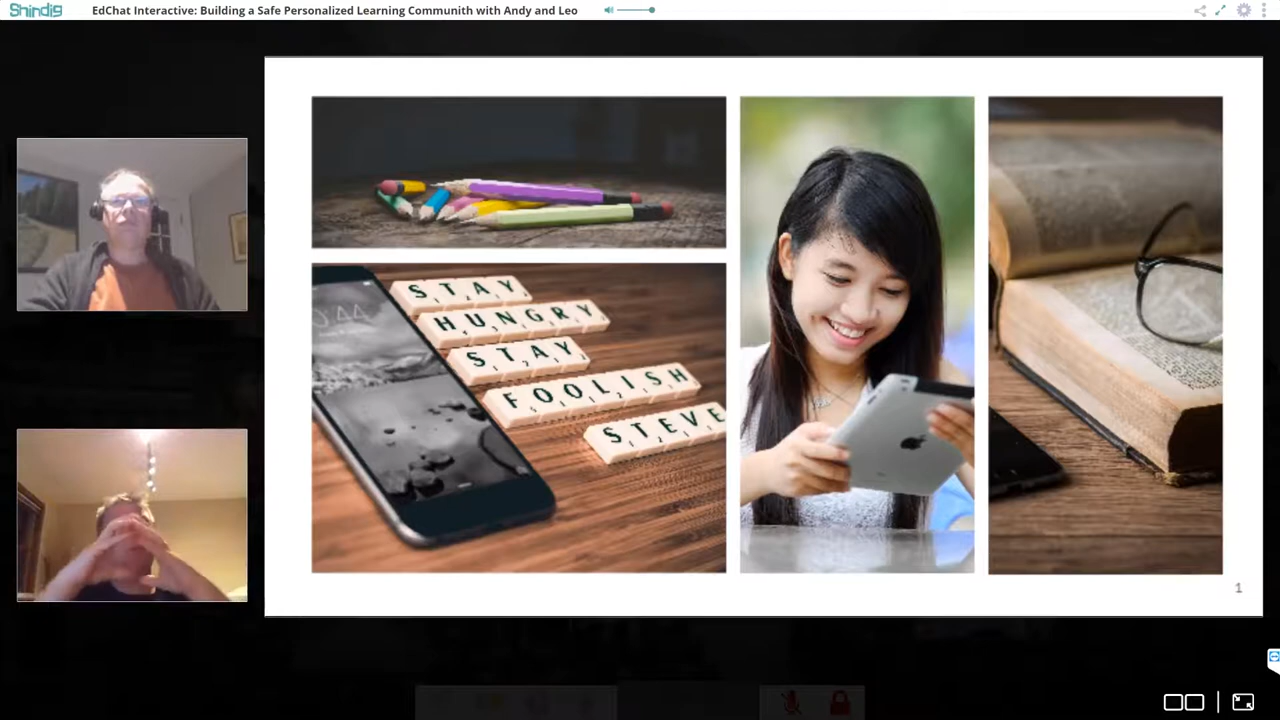 Shindig
EdChat Interactive: Building a Safe Personalized Learning Communith with Andy and Leo
STAY
HUNGRY
STAY
FOOLISH
STEVE
1